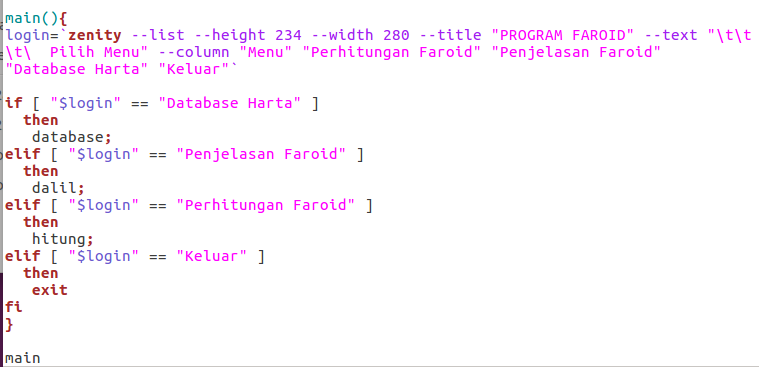 main(){
login=`zenity --list --height 234 --width 280 --title "PROGRAM FAROID" --text "\t\t\t
\t\  Pilih Menu" --column "Menu" "Perhitungan Faroid" "Penjelasan Faroid"
"Database Harta" "Keluar"`
if [ "$login" == "Database Harta" ]
  then
   database;
elif [ "$login" == "Penjelasan Faroid" ]
  then
   dalil;
elif [ "$login" == "Perhitungan Faroid" ]
  then
   hitung;
elif [ "$login" == "Keluar" ]
  then
   exit
fi
}
main